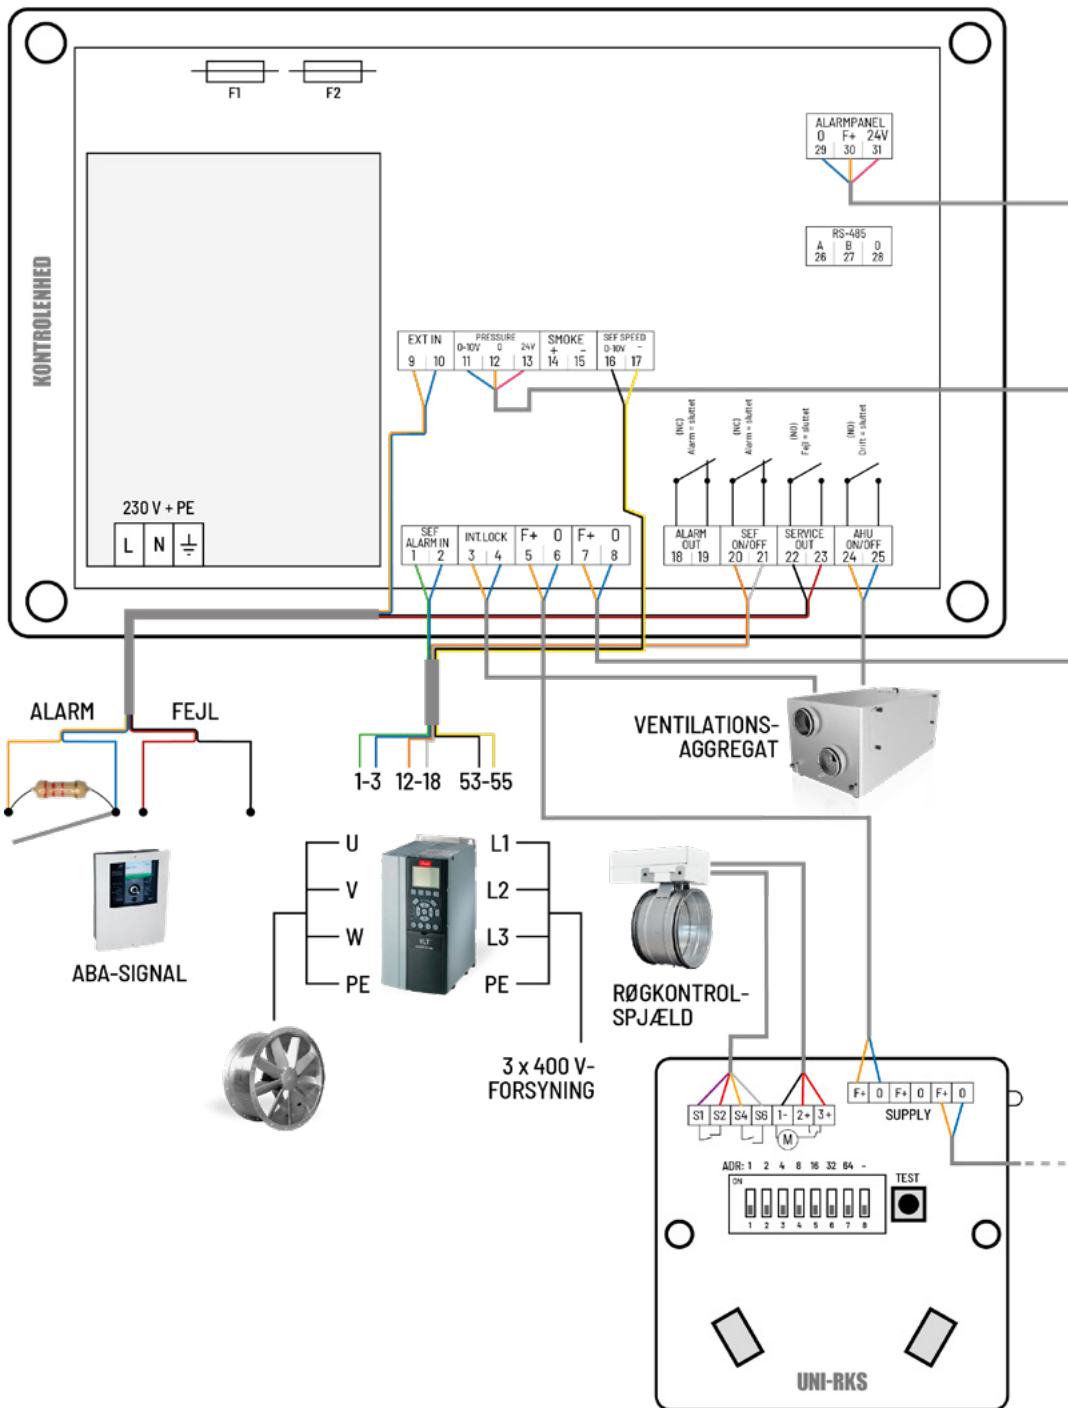 F1 F2
ALARMPANEL
0 F+ 24V
29 30 31
RS-485
A B 0
26 27 28
KONTROLENHED
EXT IN
9 10
PRESSURE
0-10V 0 24V
11 12 13
SMOKE
+ -
14 15
SEF SPEED
0-10V -
16 17
(NC)
Alarm = sluttet
(NC)
Alarm = sluttet
(NO)
Fejl = sluttet
(NO)
Drift = sluttet
230 V + PE
L N
SEF
ALARM IN
1 2
INT.LOCK
3 4
F+ 0
5 6
F+ 0
7 8
ALARM
OUT
18 19
SEF
ON/OFF
20 21
SERVICE
OUT
22 23
AHU
ON/OFF
24 25
ALARM FEJL
1-3 12-18 53-55
VENTILATIONS-
AGGREGAT
ABA-SIGNAL
U
V
W
PE
VLT
L1
L2
L3
PE
3 x 400 V-
FORSYNING
RØGKONTROL-
SPJÆLD
S1 S2 S4 S6 1- 2+ 3+
M
F+ 0 F+ 0 F+ 0
SUPPLY
ADR: 1 2 4 8 16 32 64 -
ON
1 2 3 4 5 6 7 8
TEST
UNI-RKS